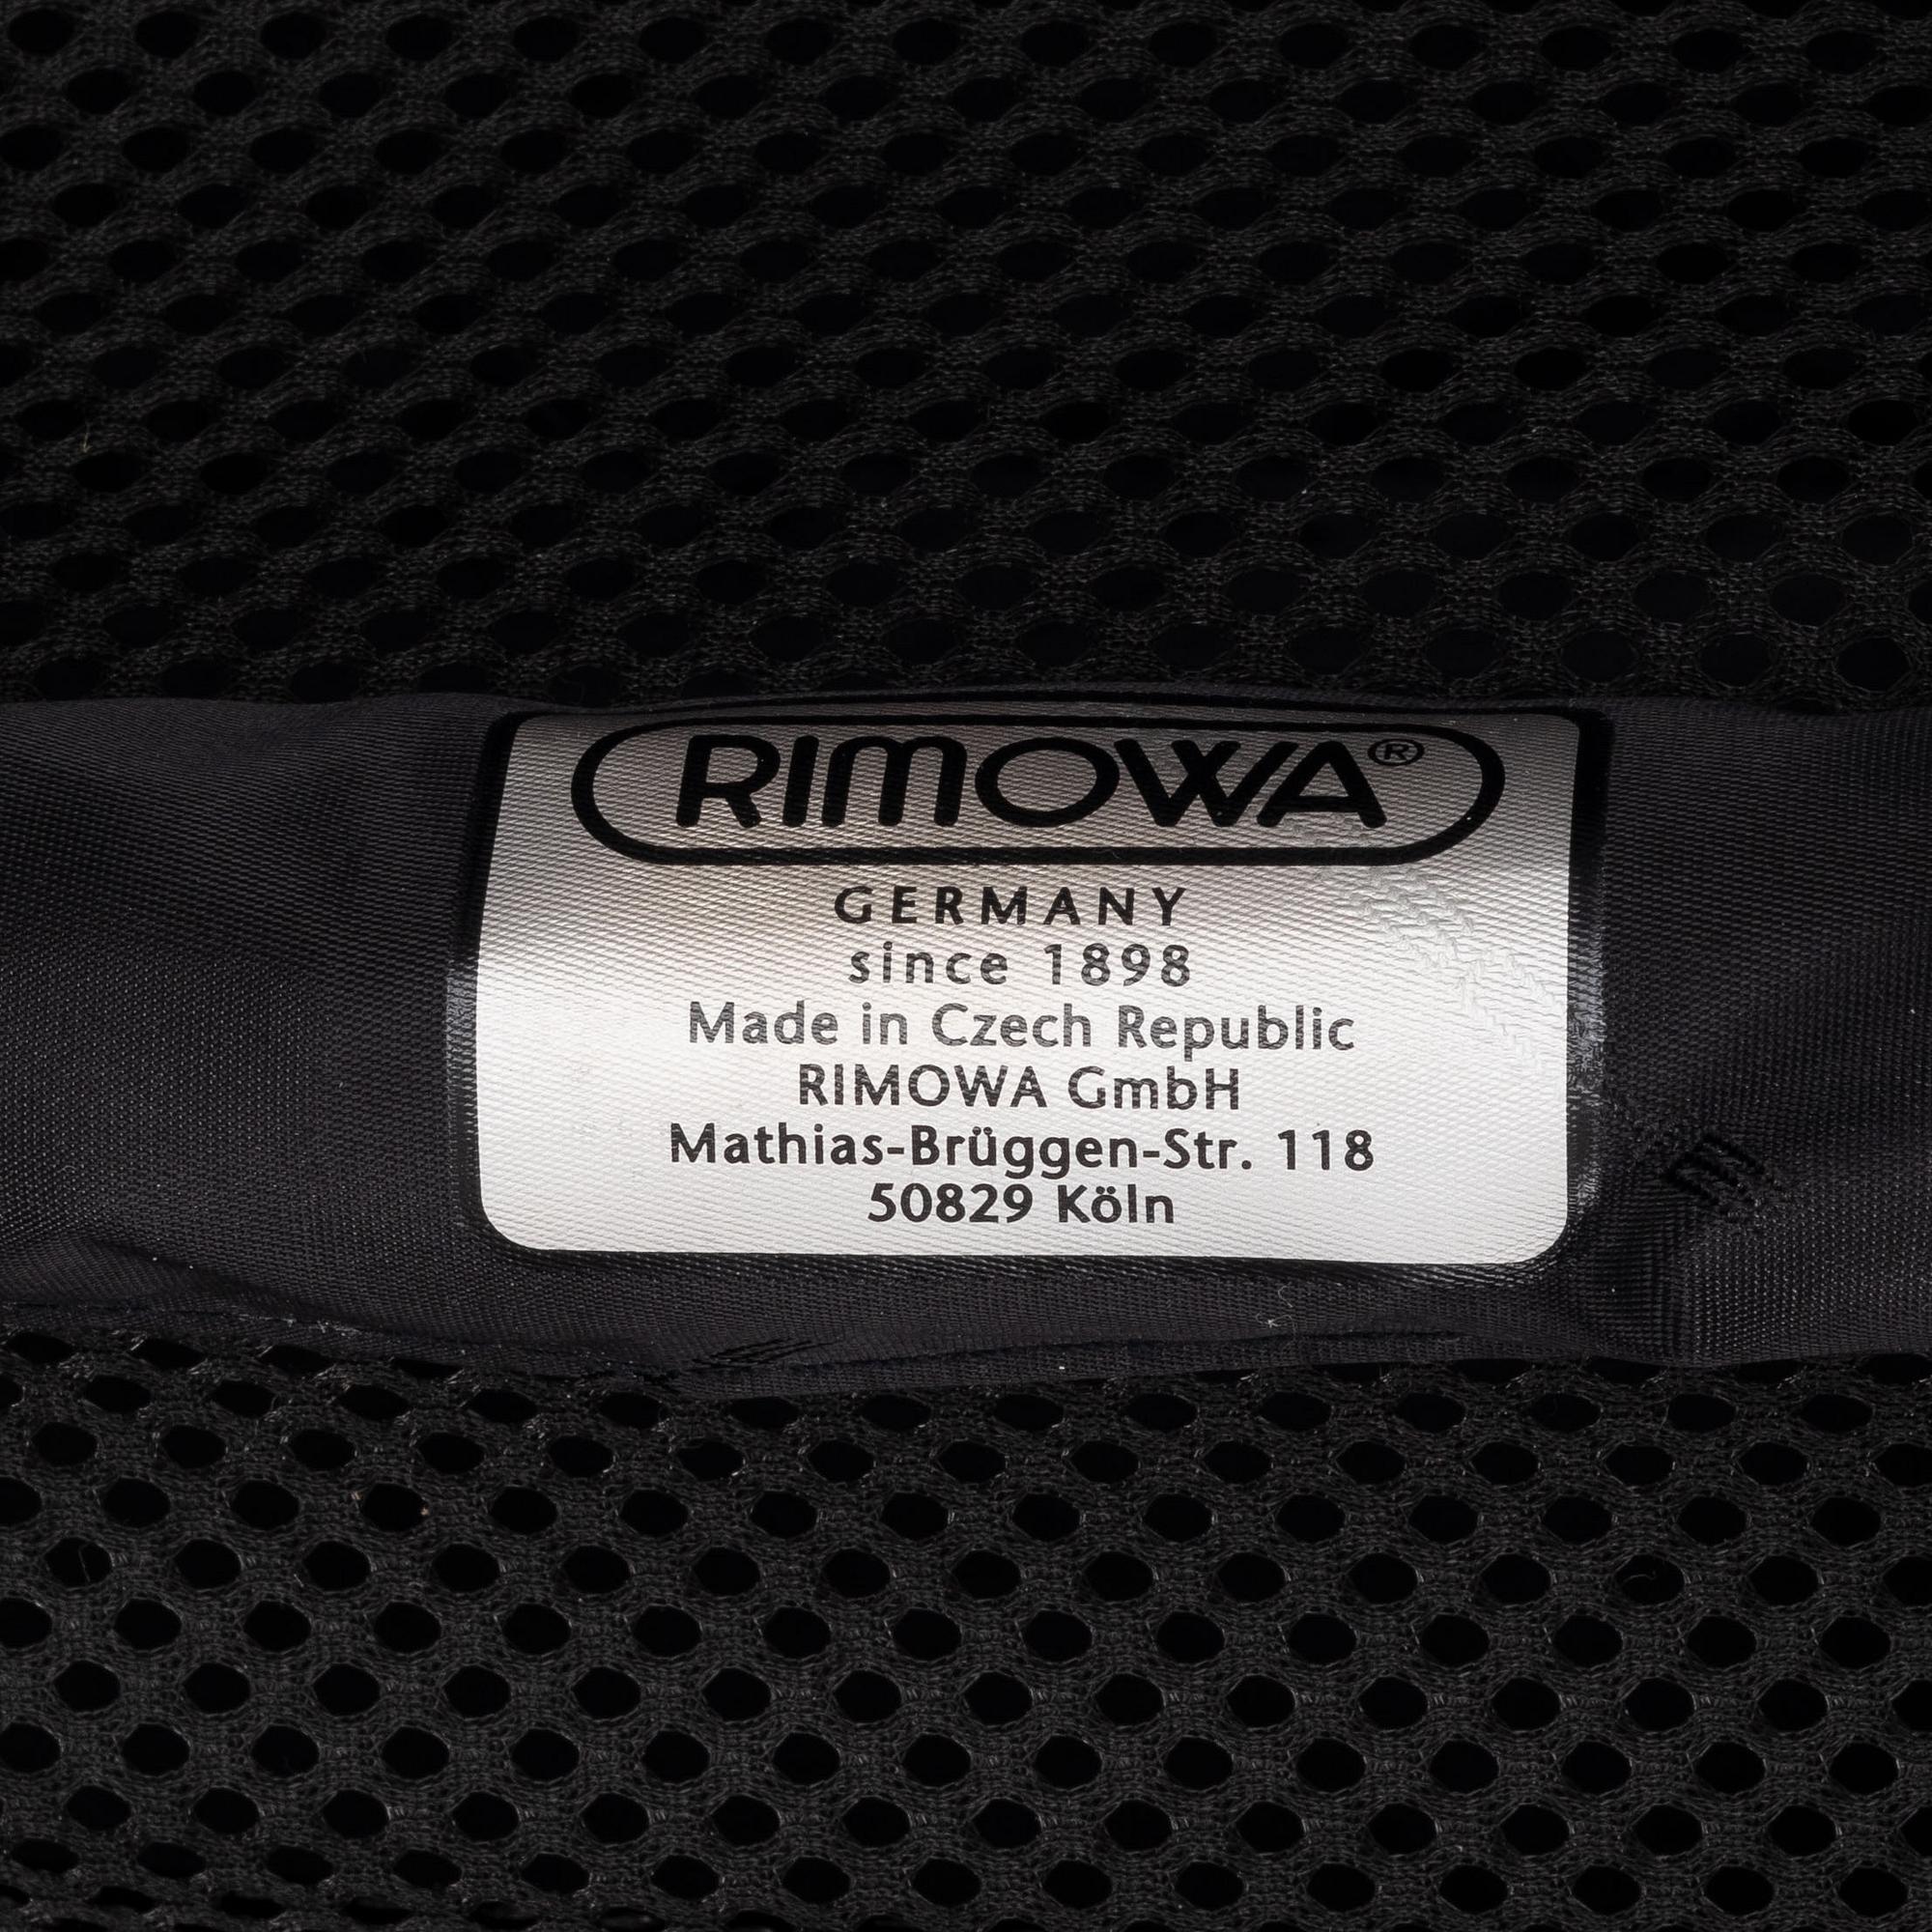 RIMOWA®
GERMANY
since 1898
Made in Czech Republic
RIMOWA GmbH
Mathias-Brüggen-Str. 118
50829 Köln